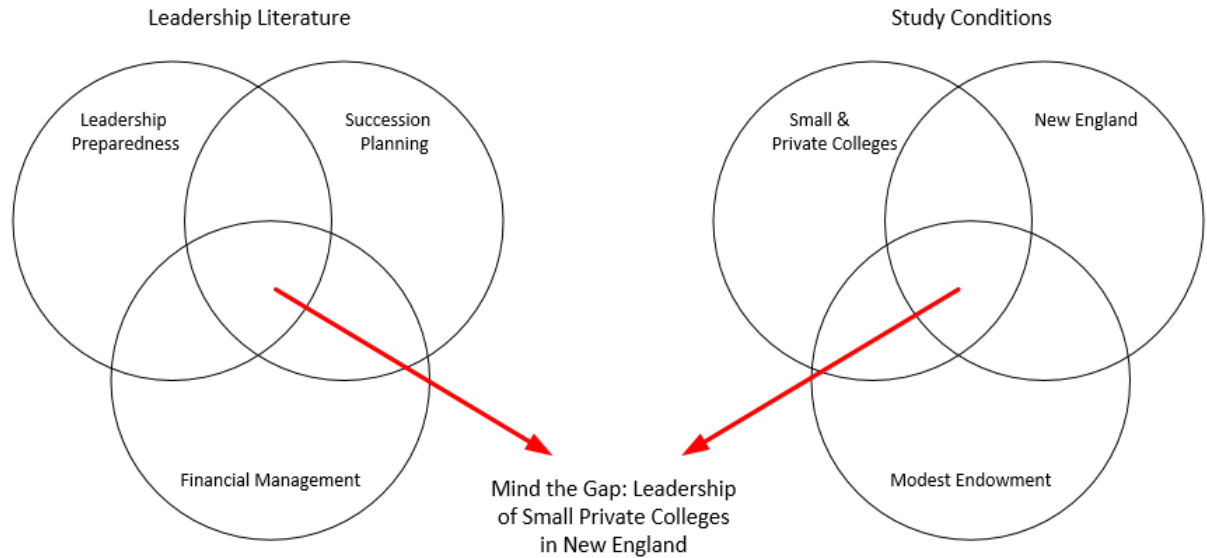 Leadership Literature
Study Conditions
Leadership
Preparedness
Succession
Planning
Small &
Private Colleges
New England
Financial Management
Modest Endowment
Mind the Gap: Leadership
of Small Private Colleges
in New England